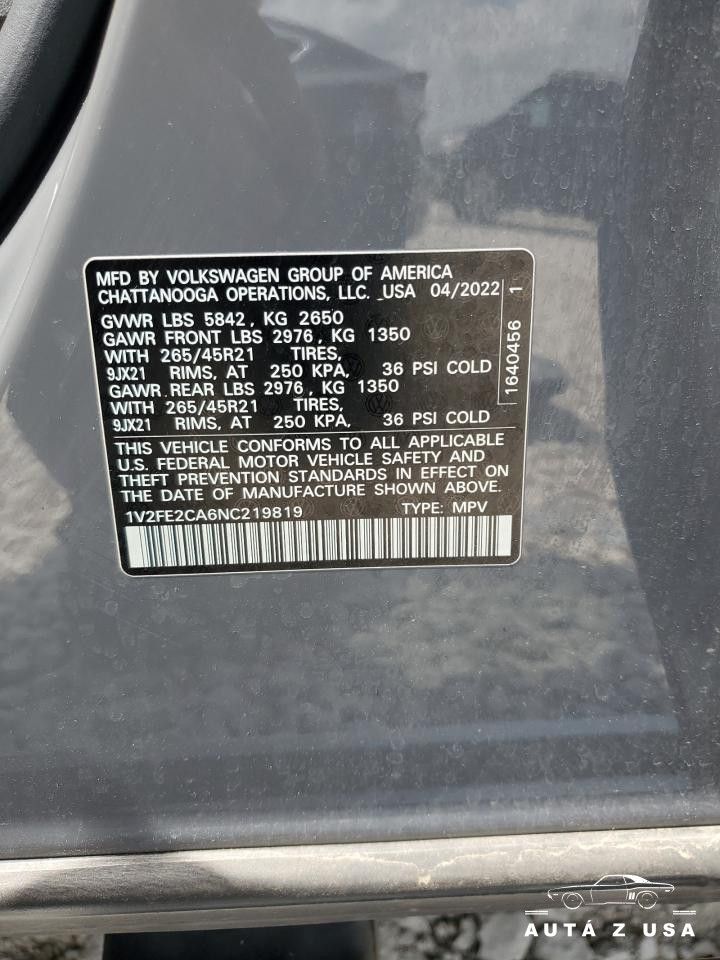 MFD BY VOLKSWAGEN GROUP OF AMERICA
CHATTANOOGA OPERATIONS, LLC. USA 04/2022
GVWR LBS 5842, KG 2650
GAWR FRONT LBS 2976, KG 1350
WITH 265/45R21 TIRES,
9JX21 RIMS, AT 250 KPA, 36 PSI COLD
GAWR REAR LBS 2976, KG 1350
WITH 265/45R21 TIRES,
9JX21 RIMS, AT 250 KPA, 36 PSI COLD
1640456 1
THIS VEHICLE CONFORMS TO ALL APPLICABLE
U.S. FEDERAL MOTOR VEHICLE SAFETY AND
THEFT PREVENTION STANDARDS IN EFFECT ON
THE DATE OF MANUFACTURE SHOWN ABOVE.
1V2FE2CA6NC219819 TYPE: MPV
AUTÁ Z USA